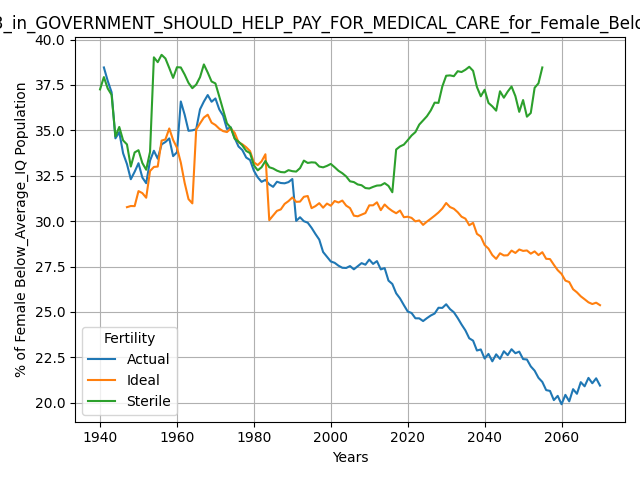 _in_GOVERNMENT_SHOULD_HELP_PAY_FOR_MEDICAL_CARE_for_Female_Belo
% of Female Below_Average_IQ Population
40.0
37.5
35.0
32.5
30.0
27.5
25.0
22.5
20.0
Fertility
Actual
Ideal
Sterile
1940
1960
1980
2000
2020
2040
2060
Years